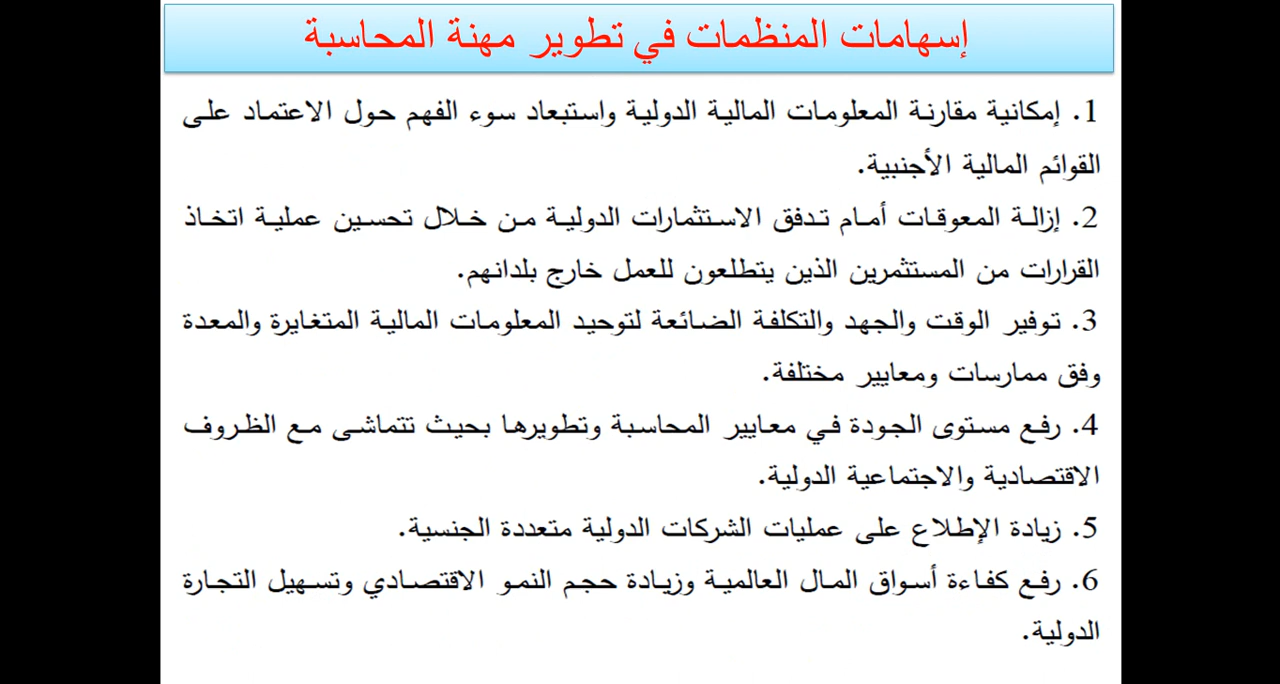 إسهامات المنظمات في تطوير مهنة المحاسبة
1. إمكانية مقارنة المعلومات المالية الدولية واستبعاد سوء الفهم حول الاعتماد على
القوائم المالية الأجنبية.
2. إزالة المعوقات أمام تدفق الاستثمارات الدولية من خلال تحسين عملية اتخاذ
القرارات من المستثمرين الذين يتطلعون للعمل خارج بلدانهم.
3. توفير الوقت والجهد والتكلفة الضائعة لتوحيد المعلومات المالية المتغايرة والمعدة
وفق ممارسات ومعايير مختلفة.
4. رفع مستوى الجودة في معايير المحاسبة وتطويرها بحيث تتماشى مع الظروف
الاقتصادية والاجتماعية الدولية.
5. زيادة الإطلاع على عمليات الشركات الدولية متعددة الجنسية.
6. رفع كفاءة أسواق المال العالمية وزيادة حجم النمو الاقتصادي وتسهيل التجارة
الدولية.